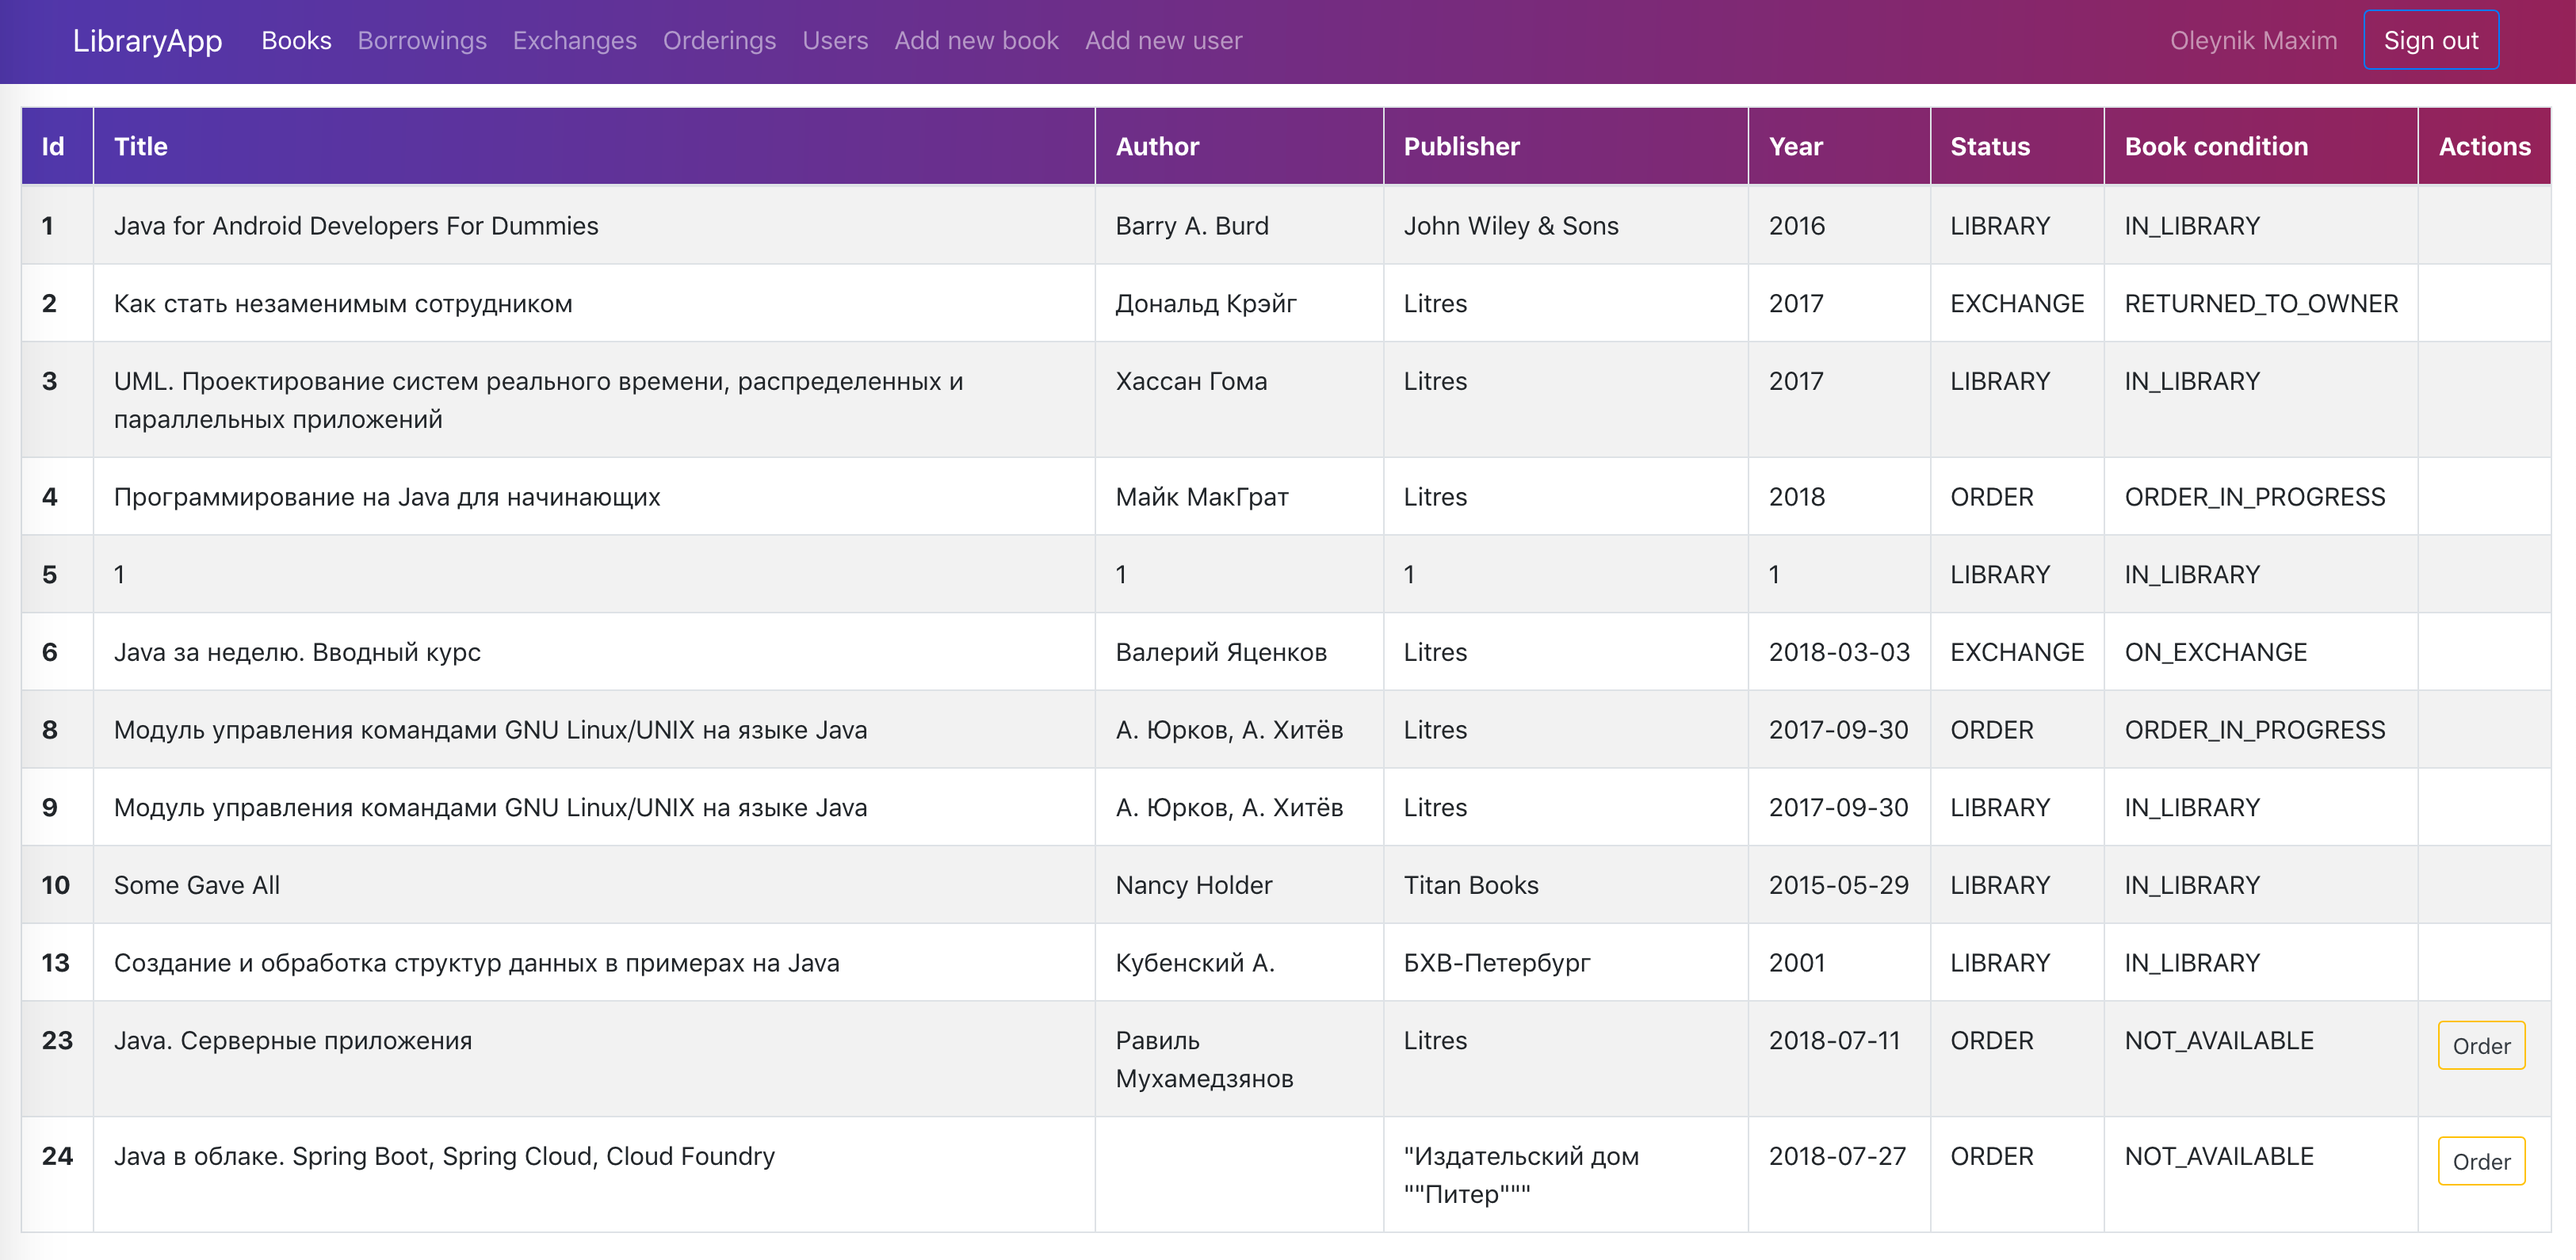 LibraryApp Books Borrowings Exchanges Orderings Users Add new book Add new user Oleynik Maxim Sign out
Id Title Author Publisher Year Status Book condition Actions
1 Java for Android Developers For Dummies Barry A. Burd John Wiley & Sons 2016 LIBRARY IN_LIBRARY
2 Как стать незаменимым сотрудником Дональд Крэйг Litres 2017 EXCHANGE RETURNED_TO_OWNER
3 UML. Проектирование систем реального времени, распределенных и Хассан Гома Litres 2017 LIBRARY IN_LIBRARY
параллельных приложений
4 Программирование на Java для начинающих Майк МакГрат Litres 2018 ORDER ORDER_IN_PROGRESS
5 1 1 1 1 LIBRARY IN_LIBRARY
6 Java за неделю. Вводный курс Валерий Яценков Litres 2018-03-03 EXCHANGE ON_EXCHANGE
8 Модуль управления командами GNU Linux/UNIX на языке Java А. Юрков, А. Хитёв Litres 2017-09-30 ORDER ORDER_IN_PROGRESS
9 Модуль управления командами GNU Linux/UNIX на языке Java А. Юрков, А. Хитёв Litres 2017-09-30 LIBRARY IN_LIBRARY
10 Some Gave All Nancy Holder Titan Books 2015-05-29 LIBRARY IN_LIBRARY
13 Создание и обработка структур данных в примерах на Java Кубенский А. БХВ-Петербург 2001 LIBRARY IN_LIBRARY
23 Java. Серверные приложения Равиль Litres 2018-07-11 ORDER NOT_AVAILABLE Order
Мухамедзянов
24 Java в облаке. Spring Boot, Spring Cloud, Cloud Foundry "Издательский дом 2018-07-27 ORDER NOT_AVAILABLE Order
""Питер"""